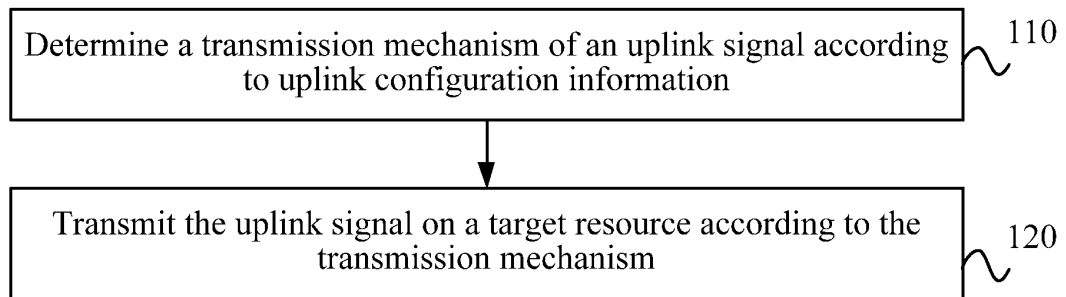 Determine a transmission mechanism of an uplink signal according
to uplink configuration information
110
Transmit the uplink signal on a target resource according to the
transmission mechanism
120